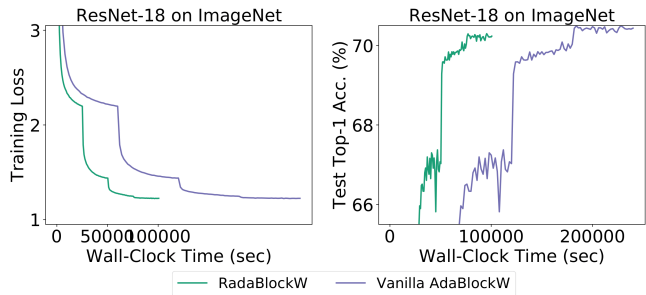 ResNet-18 on ImageNet
3
2
1
Training Loss
0
50000
100000
Wall-Clock Time (sec)
ResNet-18 on ImageNet
70
68
66
Test Top-1 Acc. (%)
0
100000
200000
Wall-Clock Time (sec)
RadaBlockW
Vanilla AdaBlockW